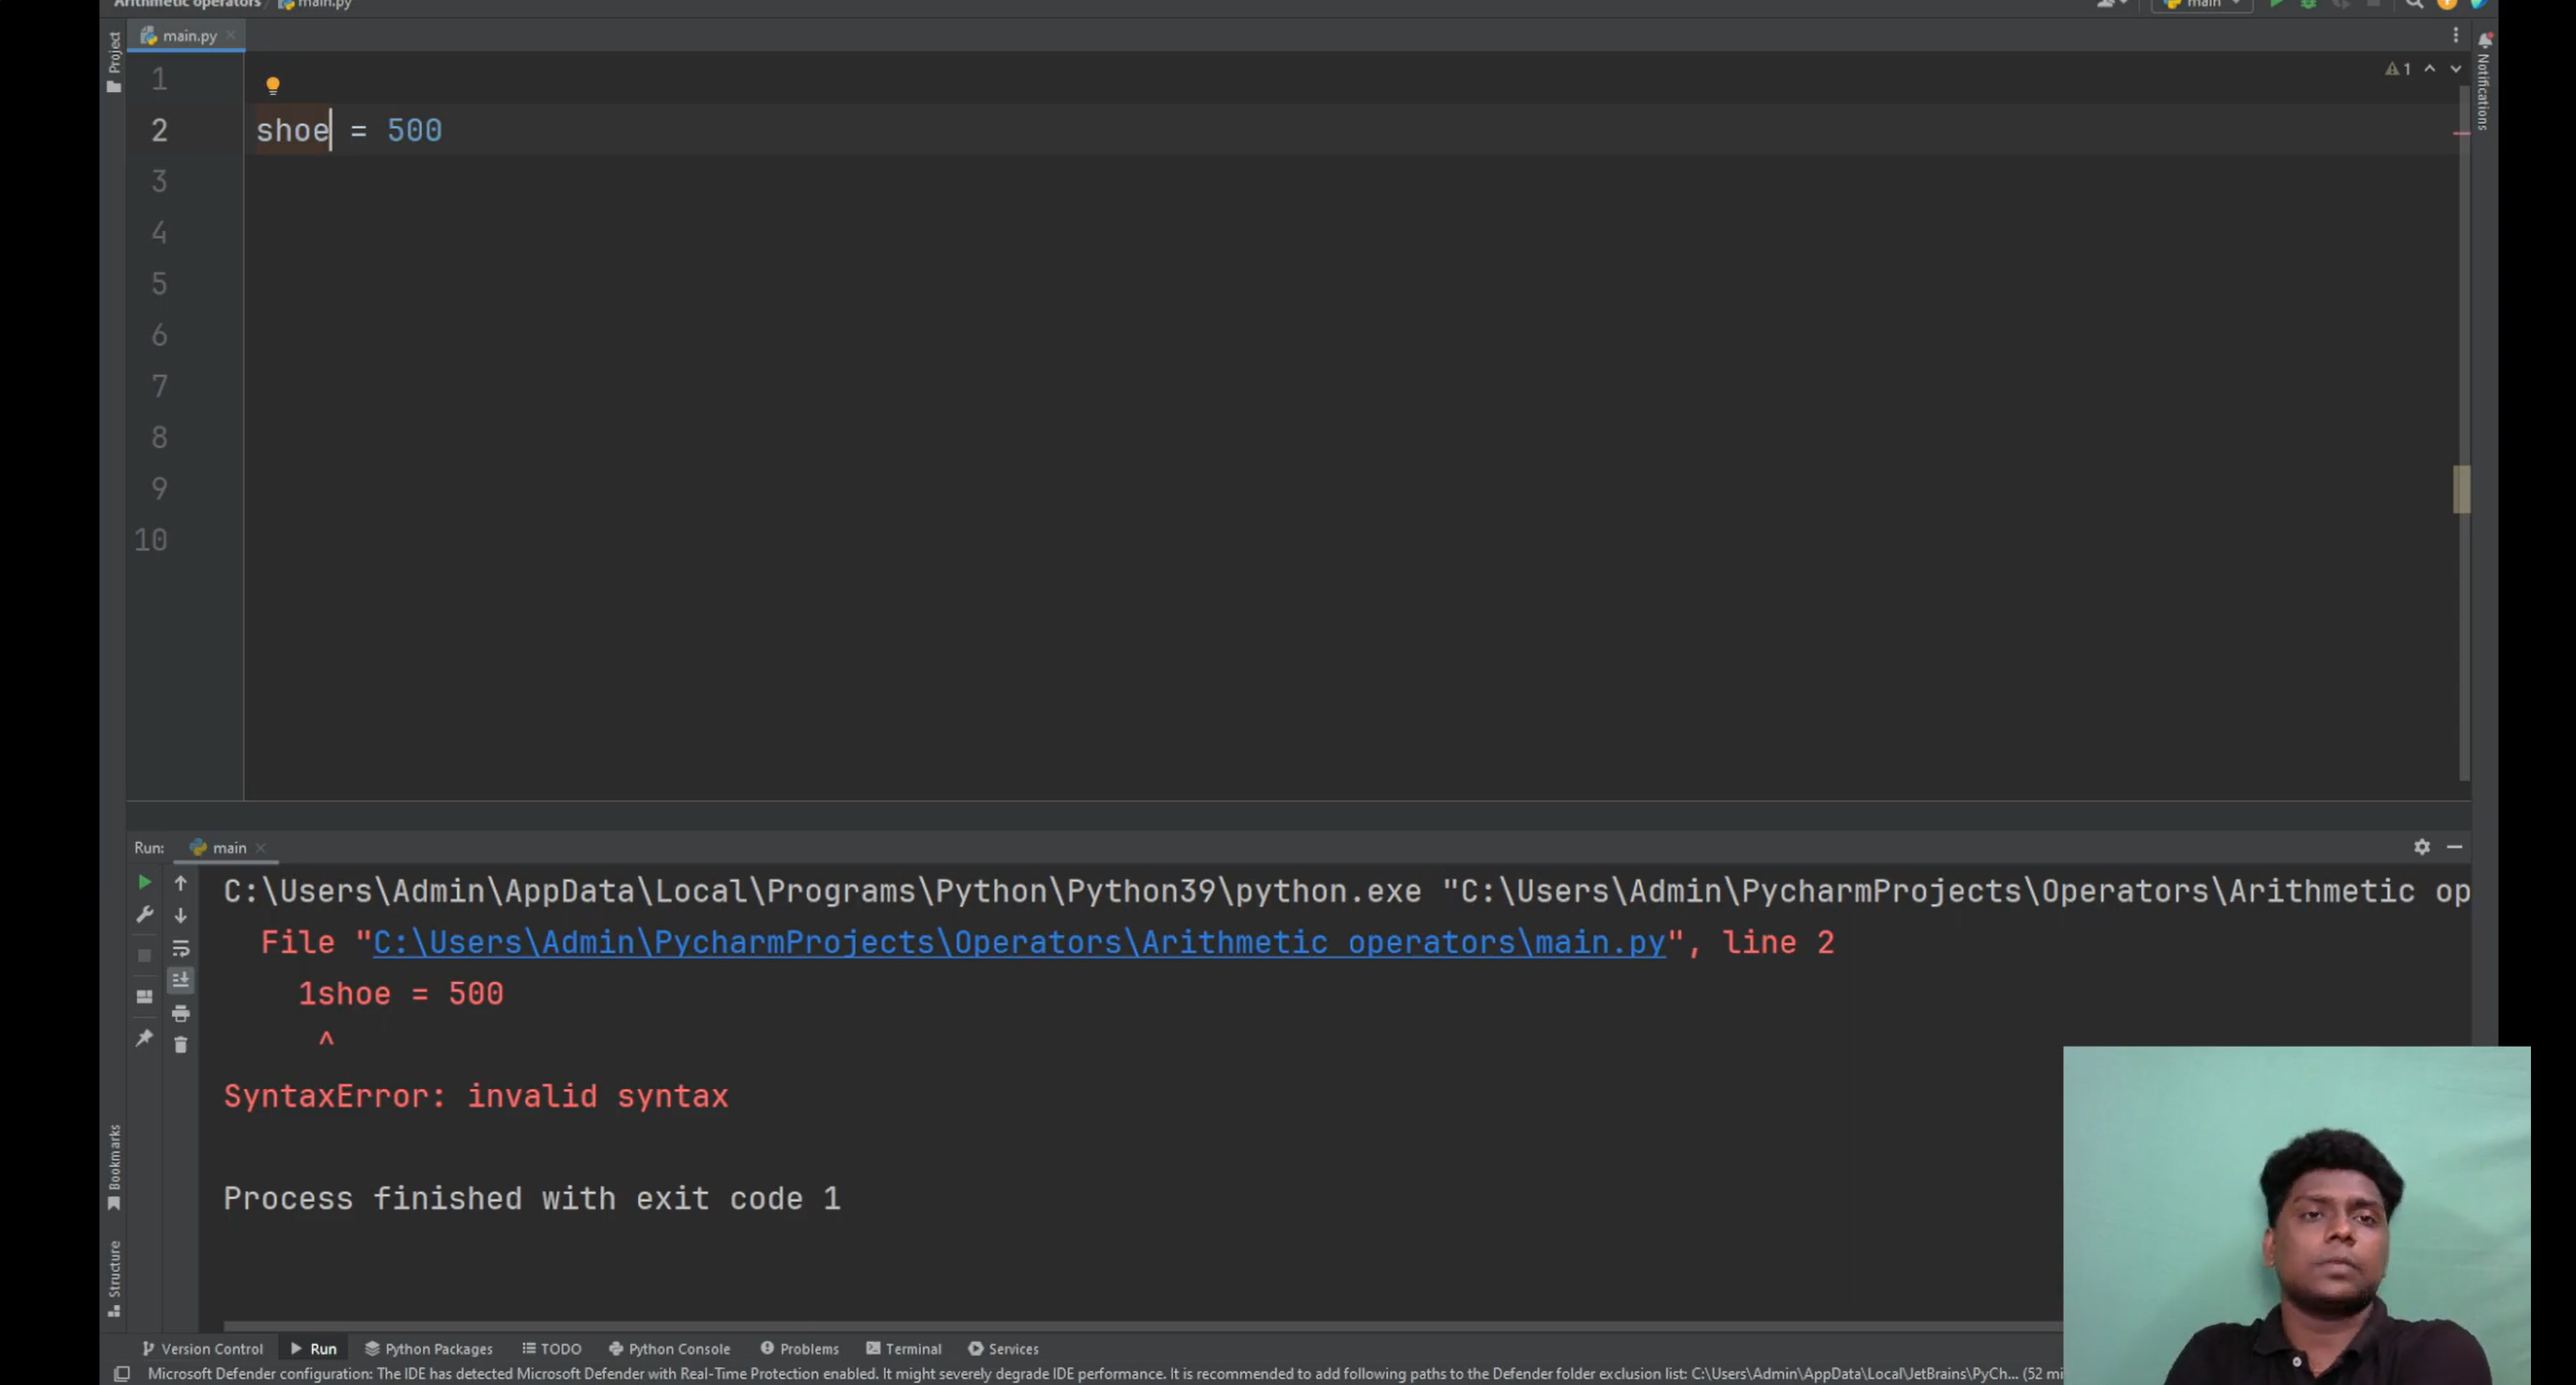 Arithmetic operators main.py
main
Project
main.py
Notifications
1
1
2 shoe = 500
3
4
5
6
7
8
9
10
Run: main
C:\Users\Admin\AppData\Local\Programs\Python\Python39\python.exe "C:\Users\Admin\PycharmProjects\Operators\Arithmetic op
File "C:\Users\Admin\PycharmProjects\Operators\Arithmetic operators\main.py", line 2
1shoe = 500
^
SyntaxError: invalid syntax
Process finished with exit code 1
Bookmarks
Structure
Version Control Run Python Packages TODO Python Console Problems Terminal Services
Microsoft Defender configuration: The IDE has detected Microsoft Defender with Real-Time Protection enabled. It might severely degrade IDE performance. It is recommended to add following paths to the Defender folder exclusion list: C:\Users\Admin\AppData\Local\JetBrains\PyCh... (52 mi